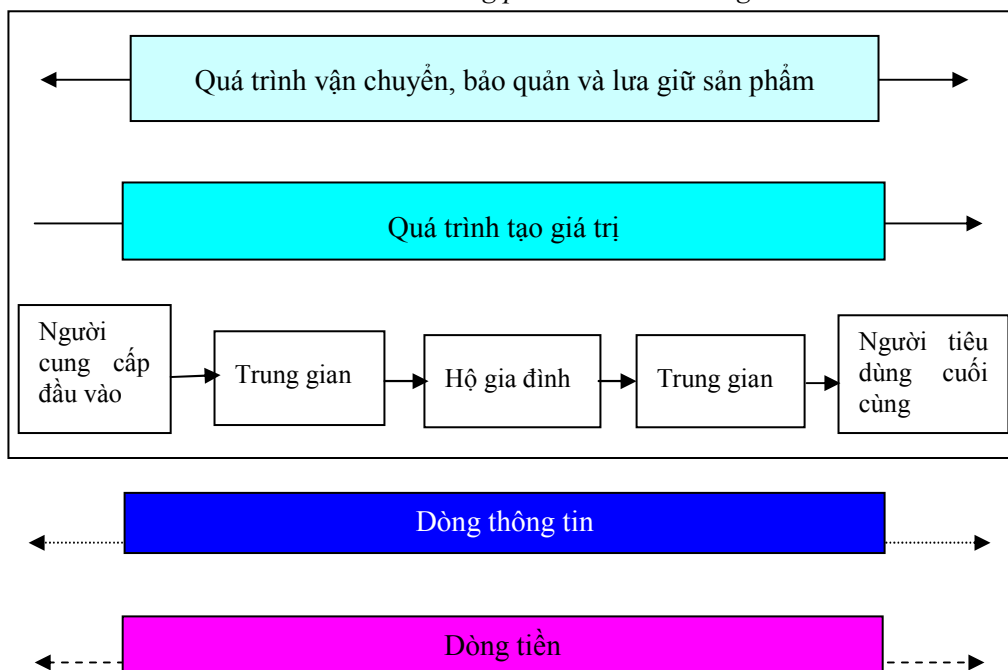 Quá trình vận chuyển, bảo quản và lưa giữ sản phẩm
Quá trình tạo giá trị
Người
cung cấp
đầu vào
Trung gian
Hộ gia đình
Trung gian
Người tiêu
dùng cuối
cùng
Dòng thông tin
Dòng tiền